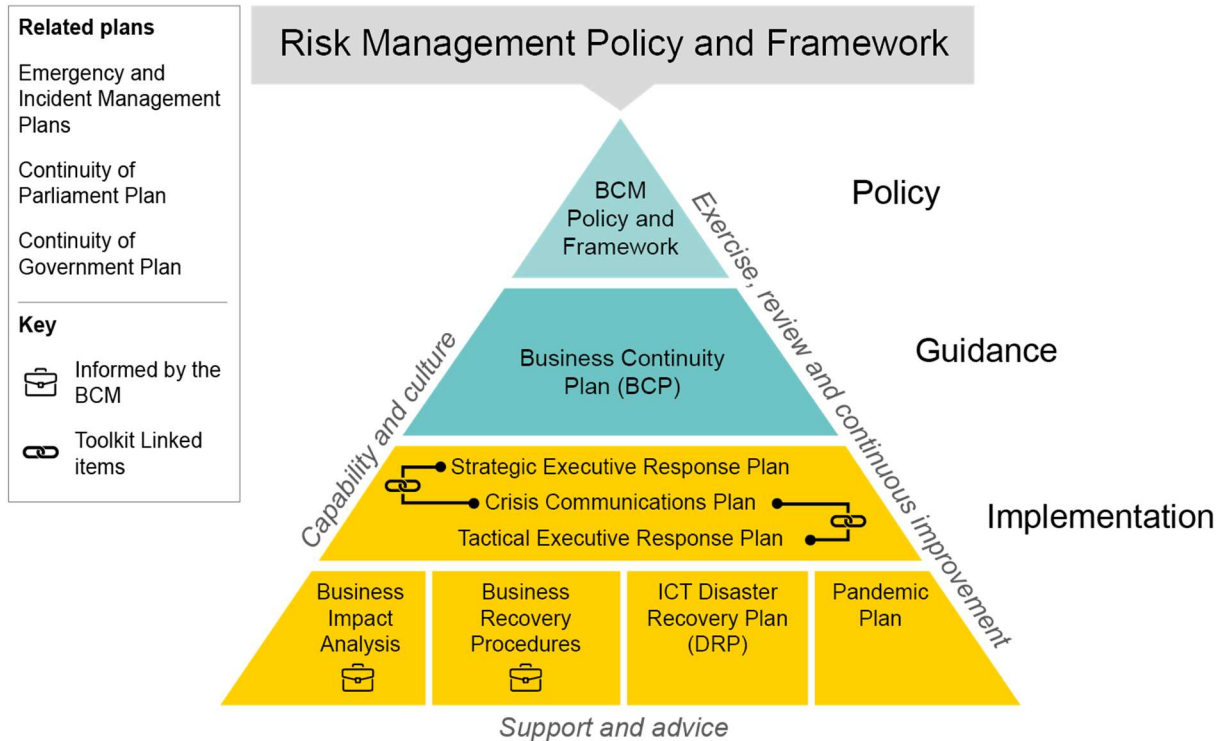 Related plans
Emergency and
Incident Management
Plans
Continuity of
Parliament Plan
Continuity of
Government Plan
Key
Informed by the
BCM
Toolkit Linked
items
Risk Management Policy and Framework
BCM
Policy and
Framework
Policy
Business Continuity
Plan (BCP)
Guidance
Capability and culture
Exercise, review and continuous improvement
Strategic Executive Response Plan
Crisis Communications Plan
Tactical Executive Response Plan
Implementation
Business
Impact
Analysis
Business
Recovery
Procedures
ICT Disaster
Recovery Plan
(DRP)
Pandemic
Plan
Support and advice